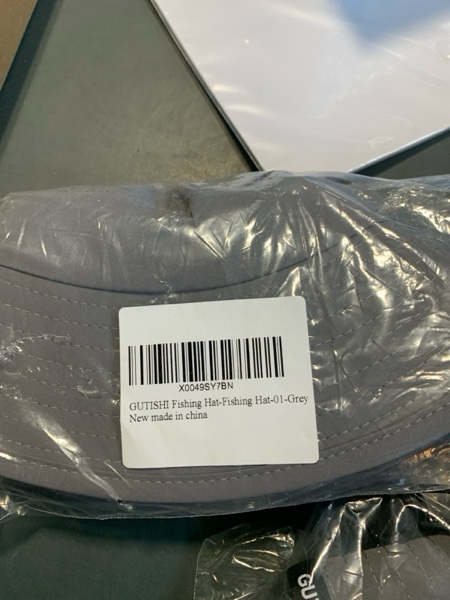 X0049SY7BN
GUTISHI Fishing Hat-Fishing Hat-01-Grey
New made in china